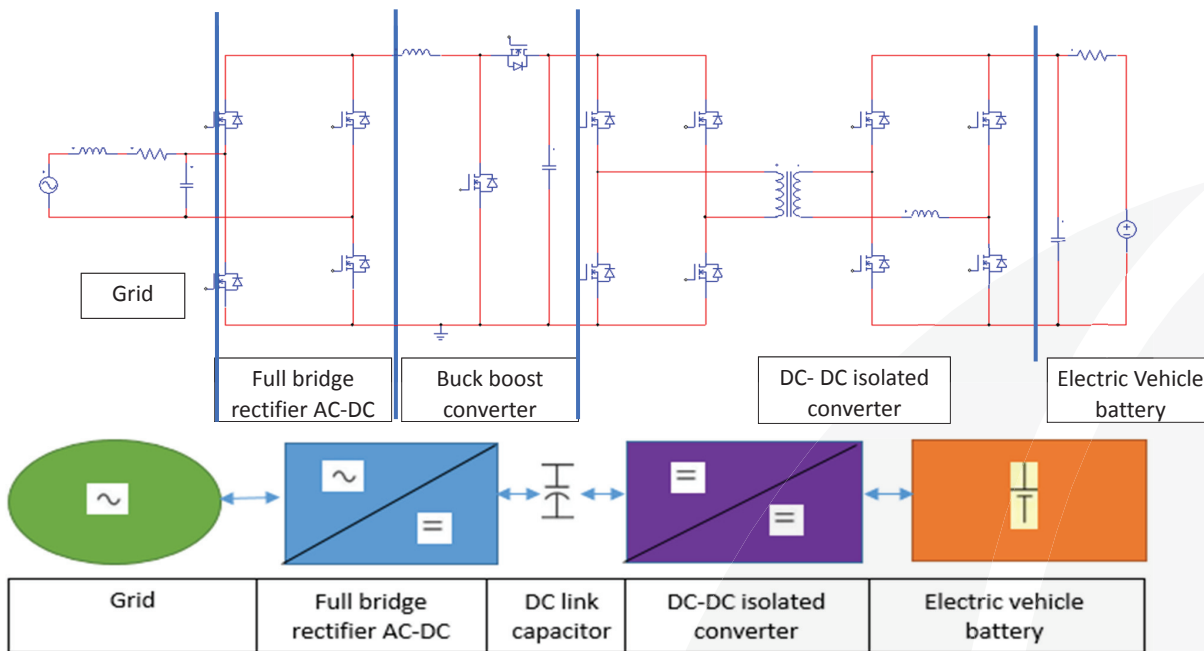 Grid
Full bridge
rectifier AC-DC
Buck boost
converter
DC- DC isolated
converter
Electric Vehicle
battery
Grid
Full bridge
rectifier AC-DC
DC link
capacitor
DC-DC isolated
converter
Electric vehicle
battery